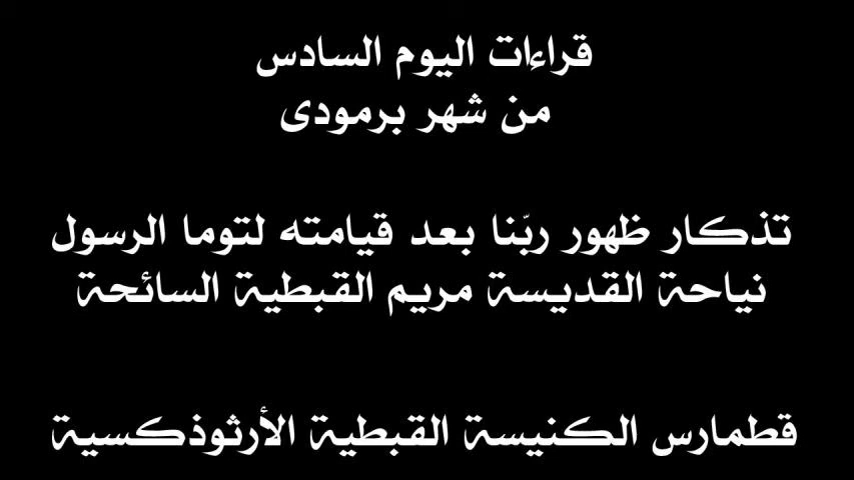 قراءات اليوم السادس
من شهر برمودى
تذكار ظهور ربّنا بعد قيامته لتوما الرسول
نياحة القديسة مريم القبطية السائحة
قطمارس الكنيسة القبطية الأرثوذكسية